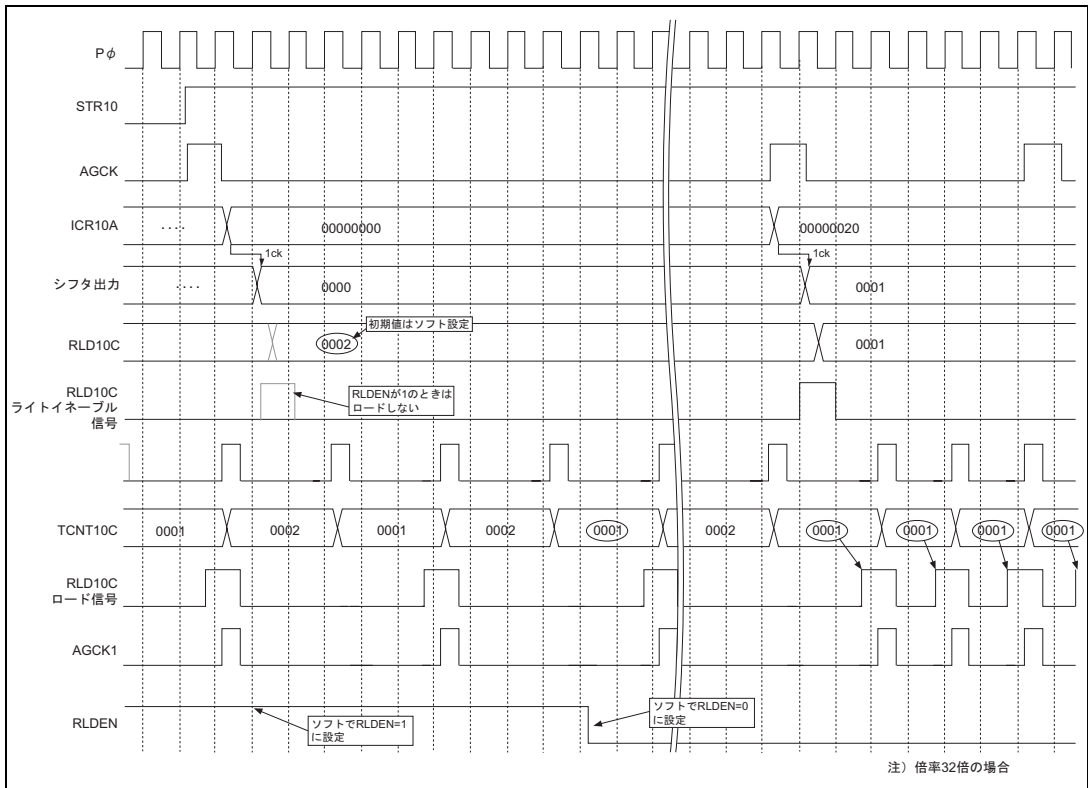 Pφ
STR10
AGCK
ICR10A
････
00000000
00000020
1ck
1ck
シフタ出力
････
0000
0001
RLD10C
0002
初期値はソフト設定
0001
RLD10C
ライトイネーブル
信号
RLDENが1のときは
ロードしない
TCNT10C
0001
0002
0001
0002
0001
0002
0001
0001
0001
0001
RLD10C
ロード信号
AGCK1
RLDEN
ソフトでRLDEN=1
に設定
ソフトでRLDEN=0
に設定
注）倍率32倍の場合